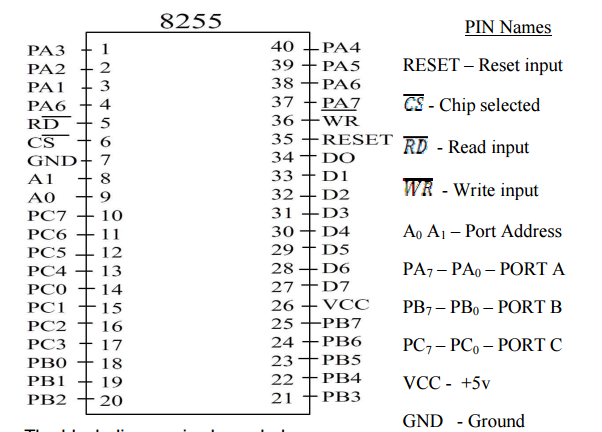 8255
PA3 1 40 PA4
PA2 2 39 PA5
PA1 3 38 PA6
PA6 4 37 PA7
RD 5 36 WR
CS 6 35 RESET
GND 7 34 DO
A1 8 33 D1
A0 9 32 D2
PC7 10 31 D3
PC6 11 30 D4
PC5 12 29 D5
PC4 13 28 D6
PC0 14 27 D7
PC1 15 26 VCC
PC2 16 25 PB7
PC3 17 24 PB6
PB0 18 23 PB5
PB1 19 22 PB4
PB2 20 21 PB3
PIN Names
RESET – Reset input
CS - Chip selected
RD - Read input
WR - Write input
A0 A1 – Port Address
PA7 – PA0 – PORT A
PB7 – PB0 – PORT B
PC7 – PC0 – PORT C
VCC - +5v
GND - Ground